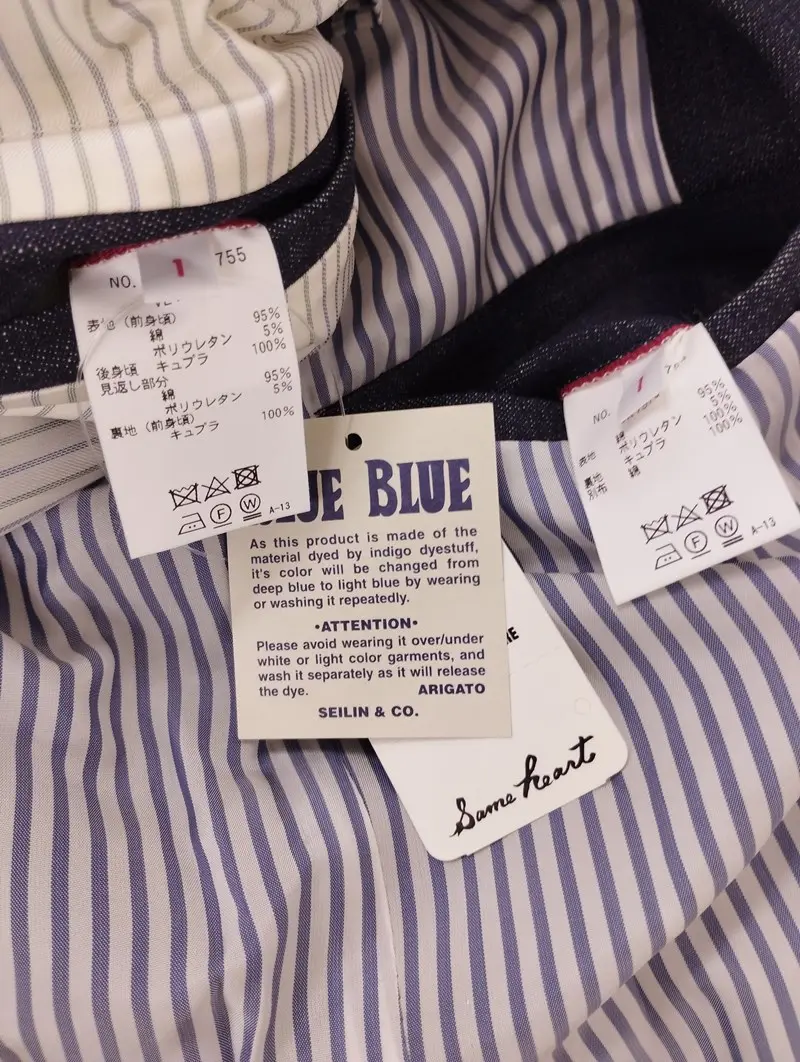 NO. 1 755
表地（前身頃）
綿 95%
ポリウレタン 5%
後身頃 キュプラ 100%
見返し部分
綿 95%
ポリウレタン 5%
裏地（前身頃）
キュプラ 100%
F W A-13
BLUE
As this product is made of the
material dyed by indigo dyestuff,
it's color will be changed from
deep blue to light blue by wearing
or washing it repeatedly.
•ATTENTION•
Please avoid wearing it over/under
white or light color garments, and
wash it separately as it will release
the dye. ARIGATO
SEILIN & CO.
Same heart
NO. 1
表地 綿 95%
ポリウレタン 5%
裏地 キュプラ 100%
別布 綿 100%
F W A-13